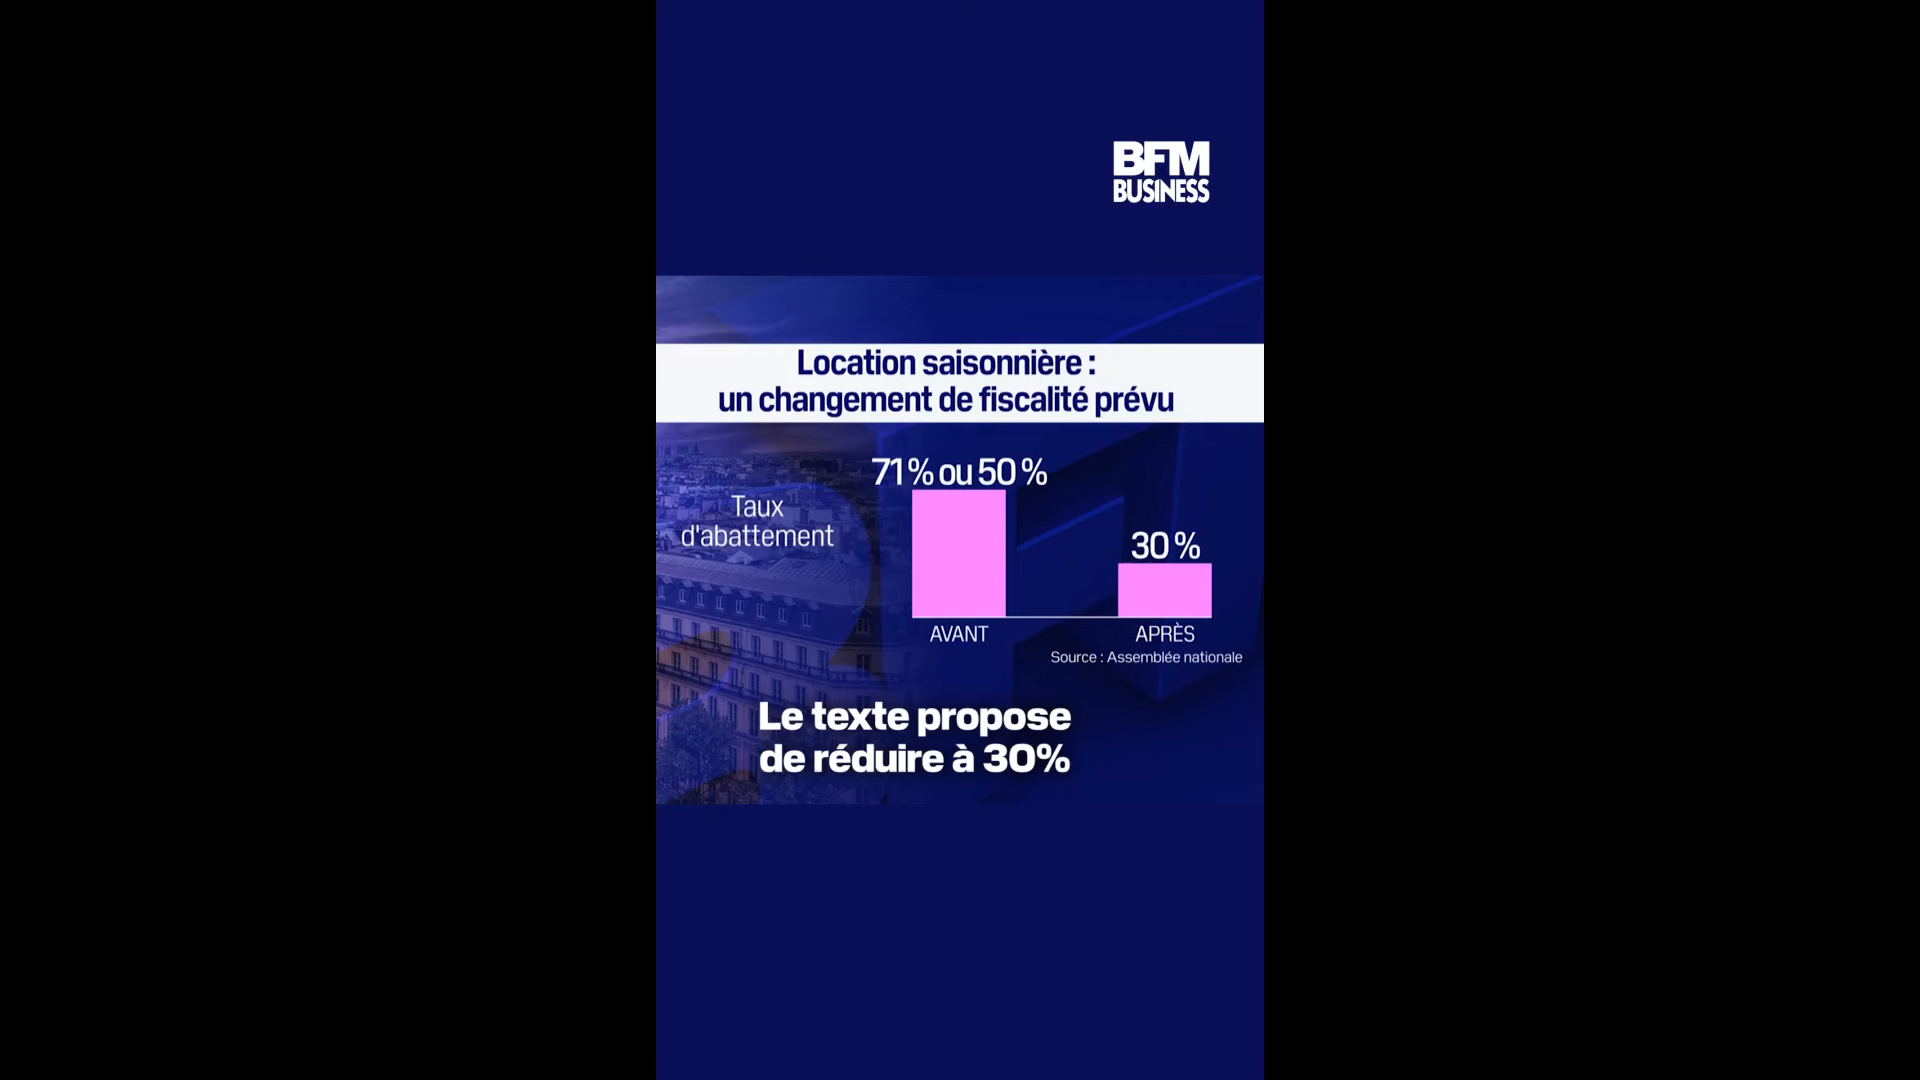 BFM
BUSINESS
Location saisonnière :
un changement de fiscalité prévu
71% ou 50%
Taux
d'abattement
30%
AVANT
APRÈS
Source : Assemblée nationale
Le texte propose
de réduire à 30%